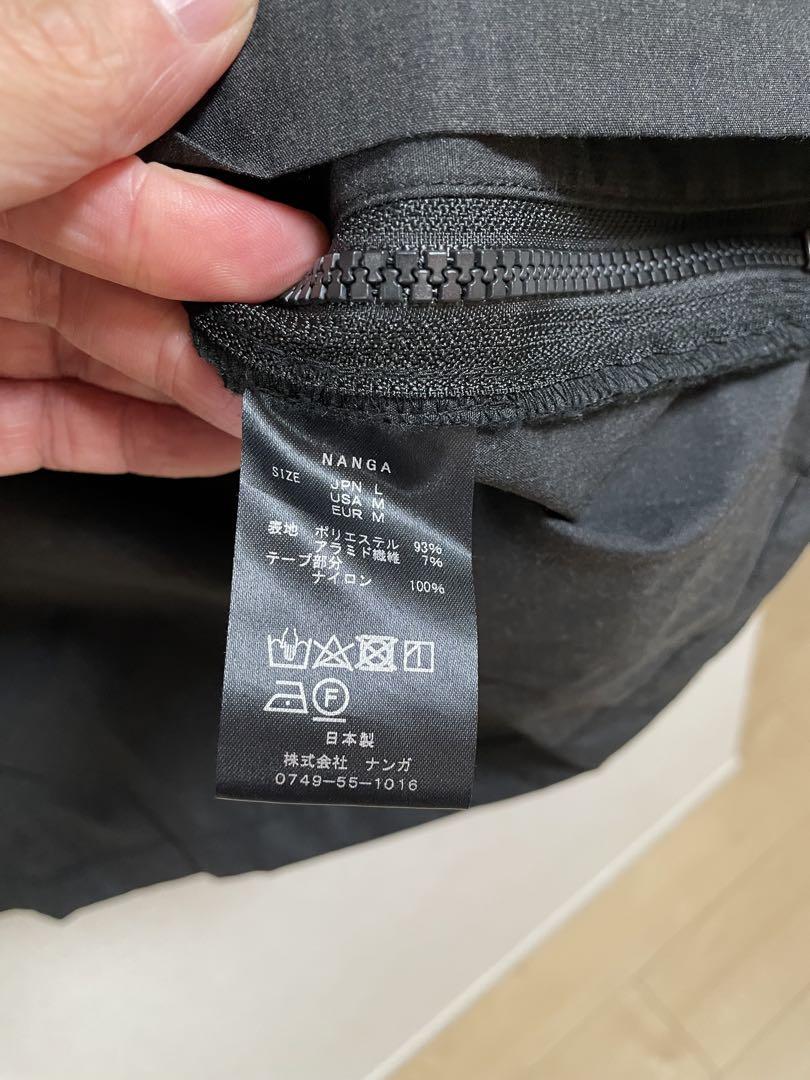 NANGA
SIZE JPN L
USA M
EUR M
表地 ポリエステル 93%
アラミド繊維 7%
テープ部分
ナイロン 100%
F
日本製
株式会社 ナンガ
0749-55-1016